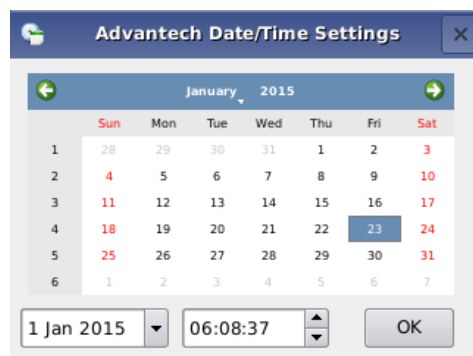 Advantech Date/Time Settings
January 2015
Sun Mon Tue Wed Thu Fri Sat
1 28 29 30 31 1 2 3
2 4 5 6 7 8 9 10
3 11 12 13 14 15 16 17
4 18 19 20 21 22 23 24
5 25 26 27 28 29 30 31
6 1 2 3 4 5 6 7
1 Jan 2015 06:08:37 OK